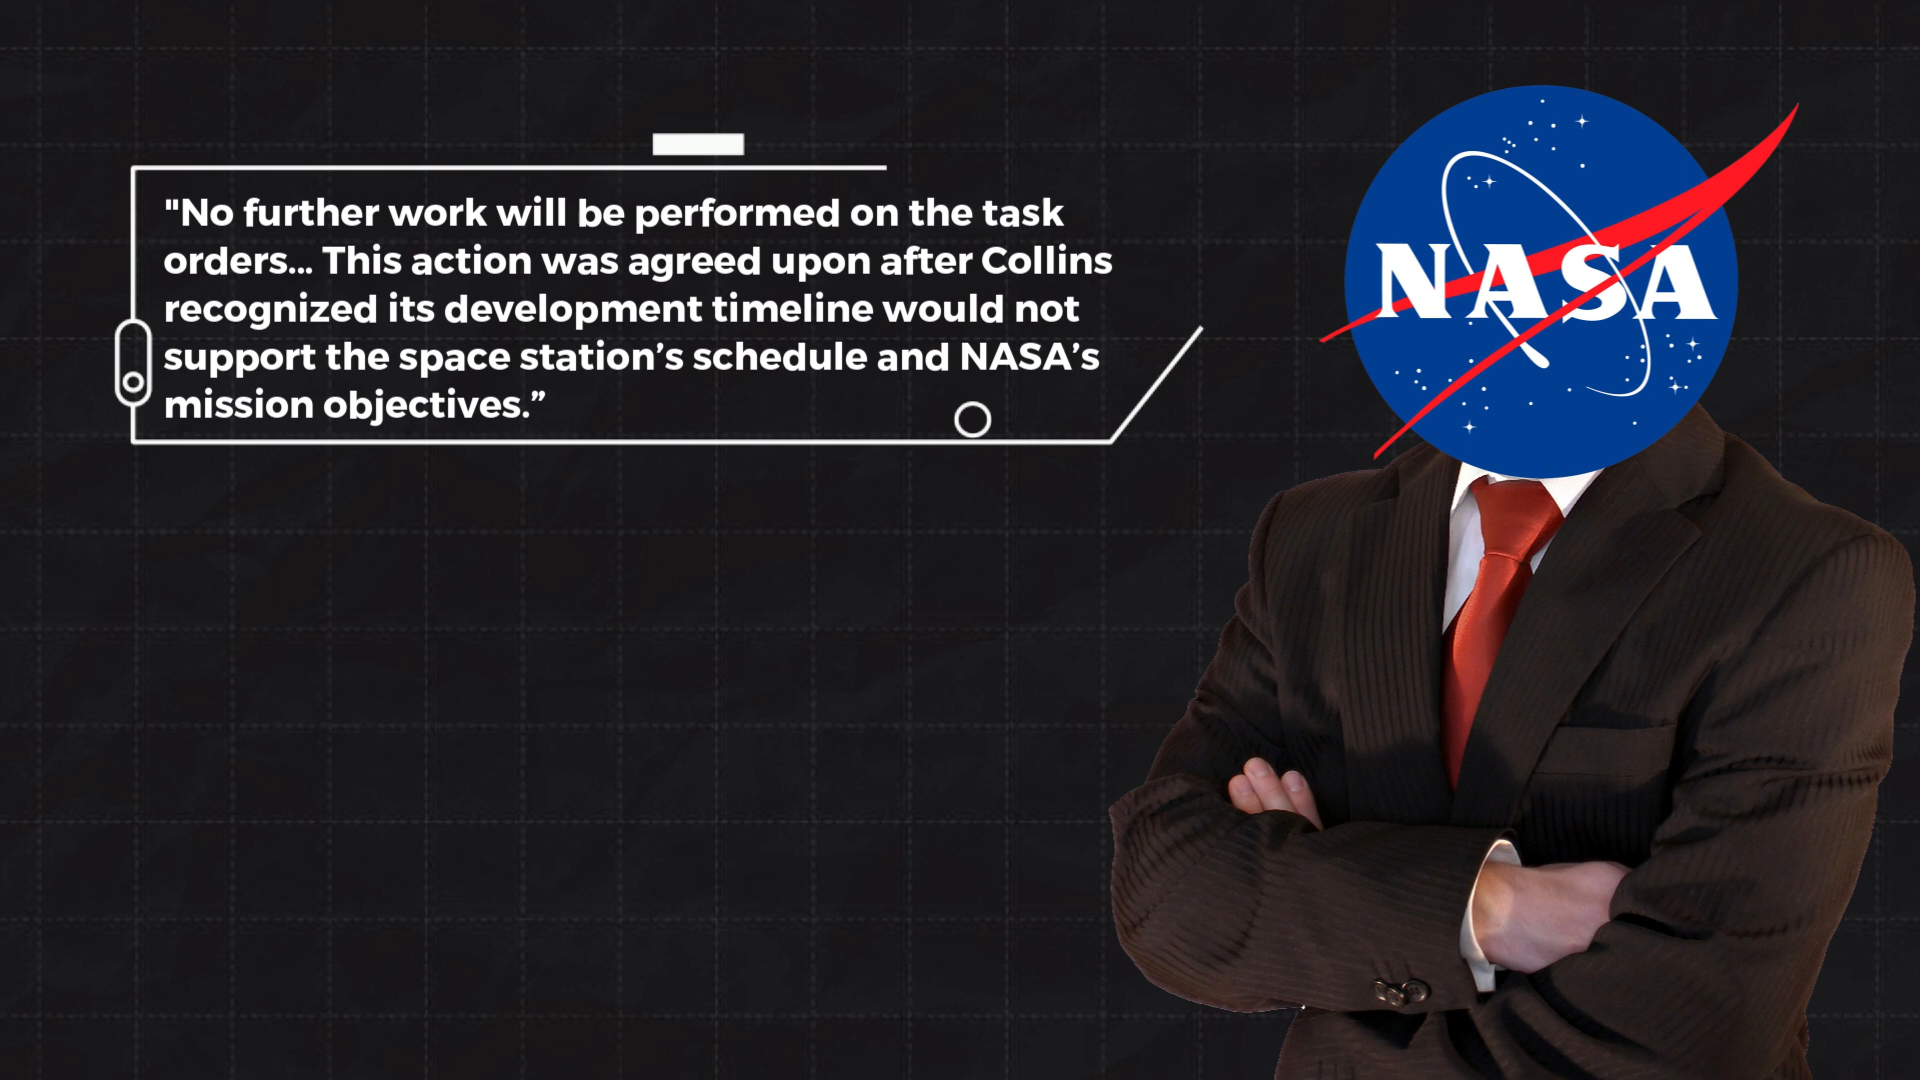 "No further work will be performed on the task
orders... This action was agreed upon after Collins
recognized its development timeline would not
support the space station’s schedule and NASA’s
mission objectives.”
NASA